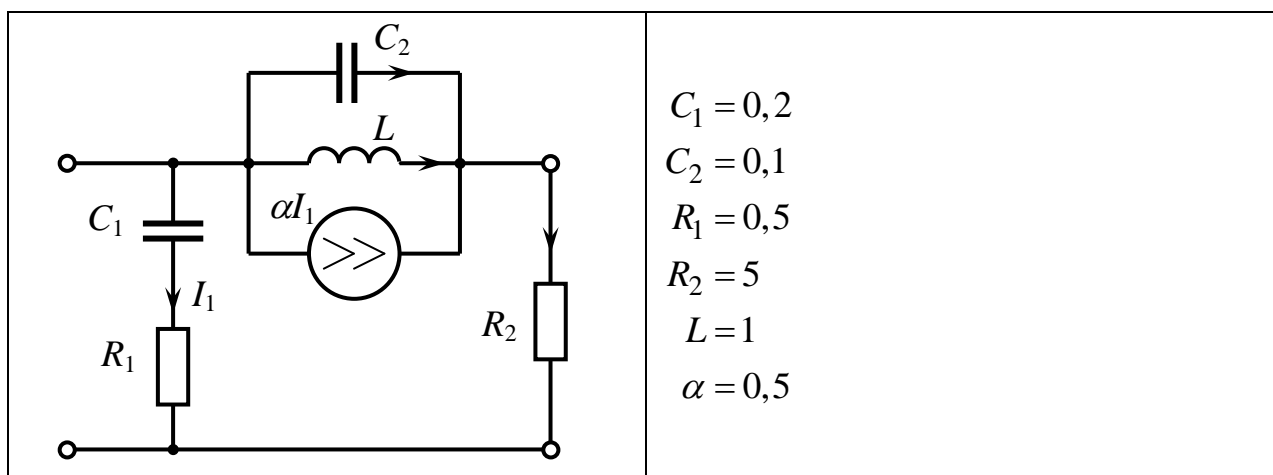 C₂
L
αI₁
C₁
I₁
R₁
R₂
C₁ = 0,2
C₂ = 0,1
R₁ = 0,5
R₂ = 5
L = 1
α = 0,5